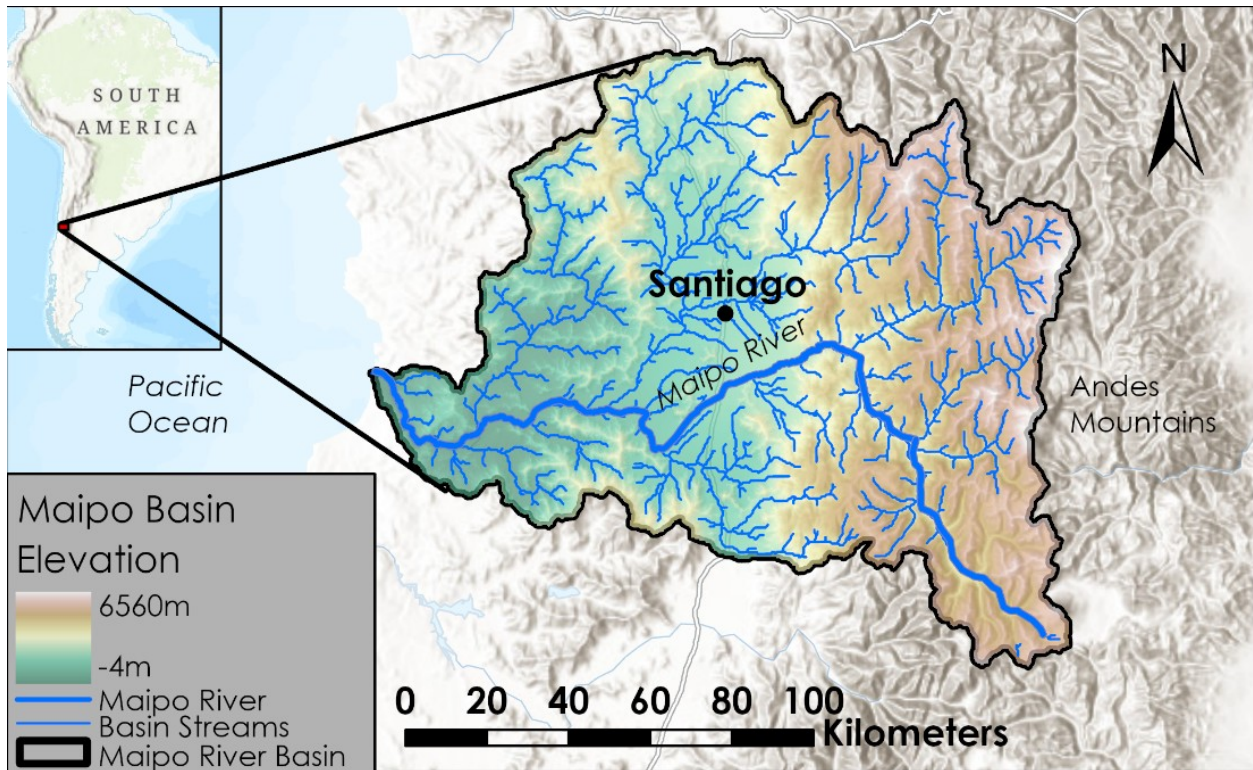 SOUTH
AMERICA
N
Santiago
Maipo River
Pacific
Ocean
Andes
Mountains
Maipo Basin
Elevation
6560m
-4m
Maipo River
Basin Streams
Maipo River Basin
0 20 40 60 80 100
Kilometers